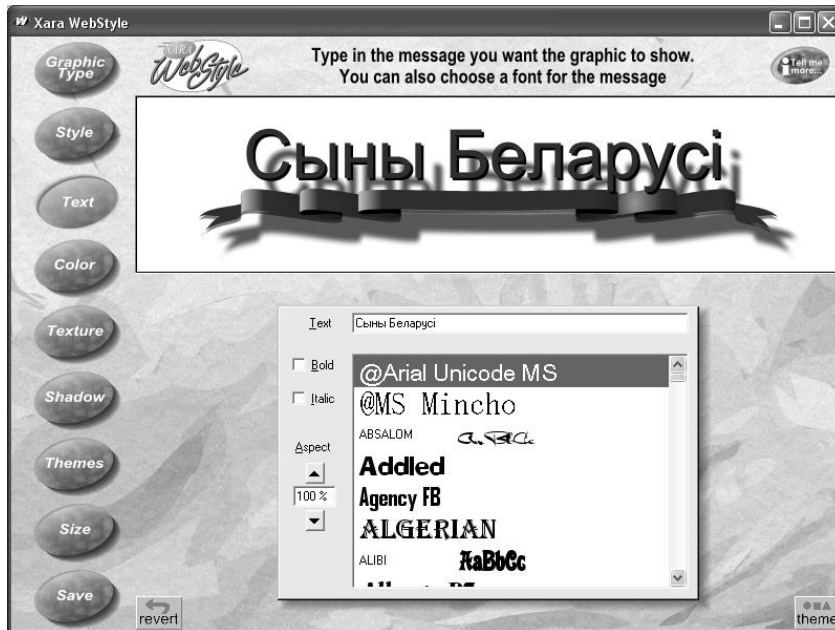 Xara WebStyle
Graphic
Type
XARA
WebStyle
Type in the message you want the graphic to show.
You can also choose a font for the message
Tell me
more...
Style
Сыны Беларусі
Text
Color
Text Сыны Беларусі
Texture
Bold
@Arial Unicode MS
Shadow
Italic
@MS Mincho
ABSALOM
Aspect
Addled
Themes
100 %
Agency FB
ALGERIAN
Size
ALIBI AaBbCc
Save
revert
theme